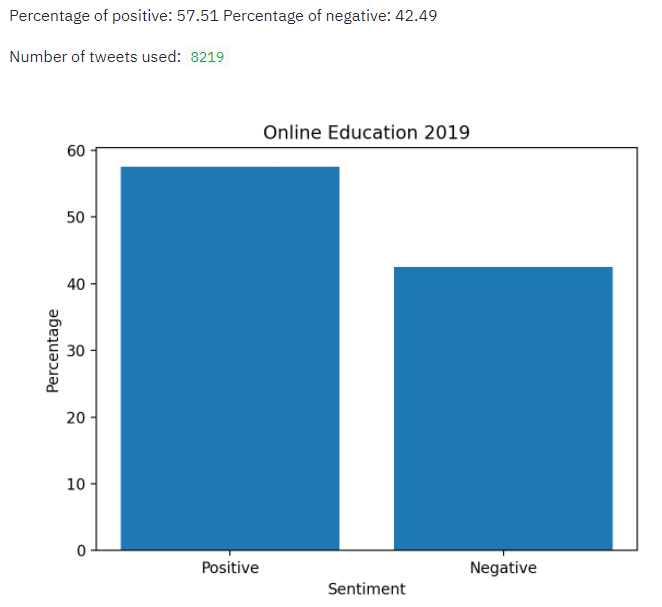 Percentage of positive: 57.51 Percentage of negative: 42.49
Number of tweets used: 8219
Online Education 2019
60
50
40
30
20
10
0
Percentage
Positive Negative
Sentiment